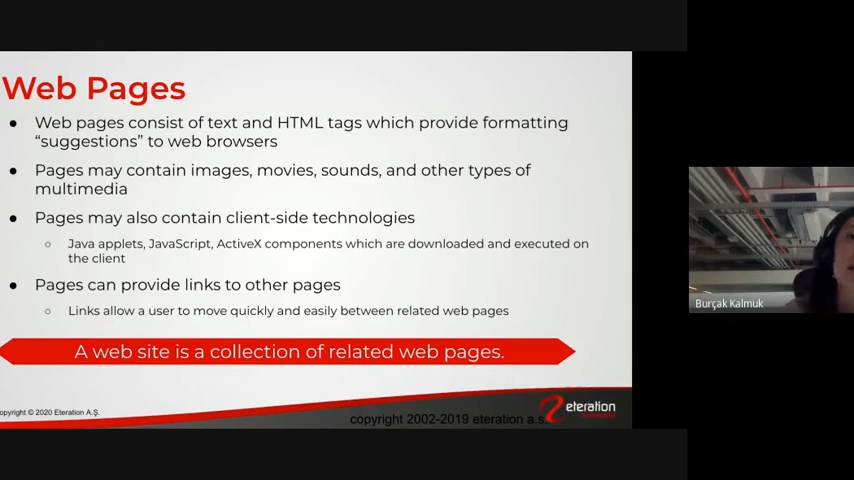 Web Pages
● Web pages consist of text and HTML tags which provide formatting
“suggestions” to web browsers
● Pages may contain images, movies, sounds, and other types of
multimedia
● Pages may also contain client-side technologies
○ Java applets, JavaScript, ActiveX components which are downloaded and executed on
the client
● Pages can provide links to other pages
○ Links allow a user to move quickly and easily between related web pages
A web site is a collection of related web pages.
opyright © 2020 Eteration A.Ş.
copyright 2002-2019 eteration a.s.
eteration
Burçak Kalmuk